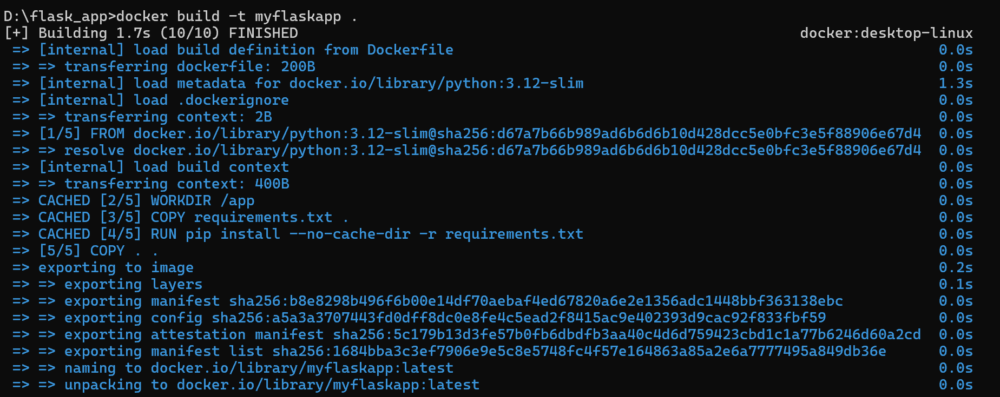 D:\flask_app>docker build -t myflaskapp .
[+] Building 1.7s (10/10) FINISHED docker:desktop-linux
=> [internal] load build definition from Dockerfile 0.0s
=> => transferring dockerfile: 200B 0.0s
=> [internal] load metadata for docker.io/library/python:3.12-slim 1.3s
=> [internal] load .dockerignore 0.0s
=> => transferring context: 2B 0.0s
=> [1/5] FROM docker.io/library/python:3.12-slim@sha256:d67a7b66b989ad6b6d6b10d428dcc5e0bfc3e5f88906e67d4 0.0s
=> => resolve docker.io/library/python:3.12-slim@sha256:d67a7b66b989ad6b6d6b10d428dcc5e0bfc3e5f88906e67d4 0.0s
=> [internal] load build context 0.0s
=> => transferring context: 400B 0.0s
=> CACHED [2/5] WORKDIR /app 0.0s
=> CACHED [3/5] COPY requirements.txt . 0.0s
=> CACHED [4/5] RUN pip install --no-cache-dir -r requirements.txt 0.0s
=> [5/5] COPY . . 0.0s
=> exporting to image 0.2s
=> => exporting layers 0.1s
=> => exporting manifest sha256:b8e8298b496f6b00e14df70aebaf4ed67820a6e2e1356adc1448bbf363138ebc 0.0s
=> => exporting config sha256:a5a3a3707443fd0dff8dc0e8fe4c5ead2f8415ac9e402393d9cac92f833fbf59 0.0s
=> => exporting attestation manifest sha256:5c179b13d3fe57b0fb6dbdfb3aa40c4d6d759423cbd1c1a77b6246d60a2cd 0.0s
=> => exporting manifest list sha256:1684bba3c3ef7906e9e5c8e5748fc4f57e164863a85a2e6a7777495a849db36e 0.0s
=> => naming to docker.io/library/myflaskapp:latest 0.0s
=> => unpacking to docker.io/library/myflaskapp:latest 0.0s